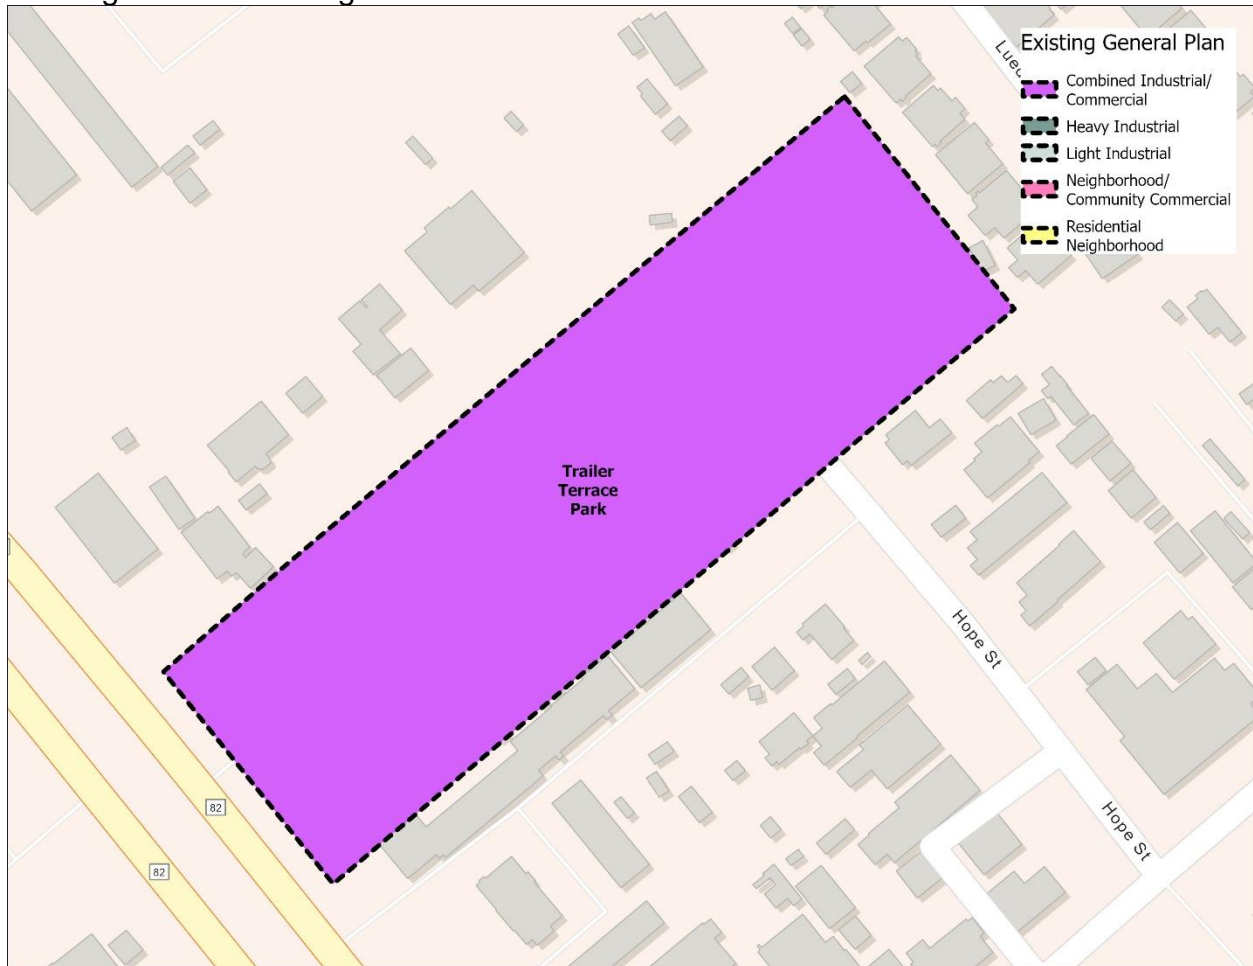 Existing General Plan
Combined Industrial/
Commercial
Heavy Industrial
Light Industrial
Neighborhood/
Community Commercial
Residential
Neighborhood
Trailer
Terrace
Park
Hope St
Hope St
82
82